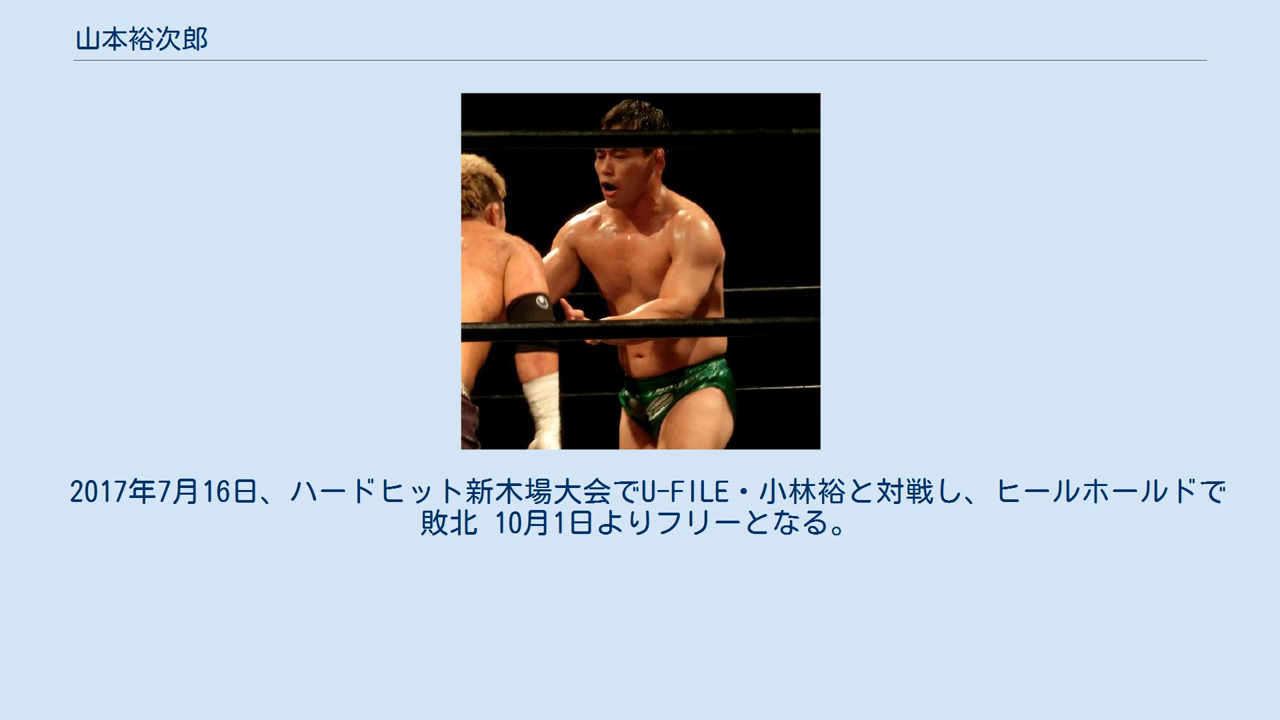 山本裕次郎
2017年7月16日、ハードヒット新木場大会でU-FILE・小林裕と対戦し、ヒールホールドで
敗北 10月1日よりフリーとなる。